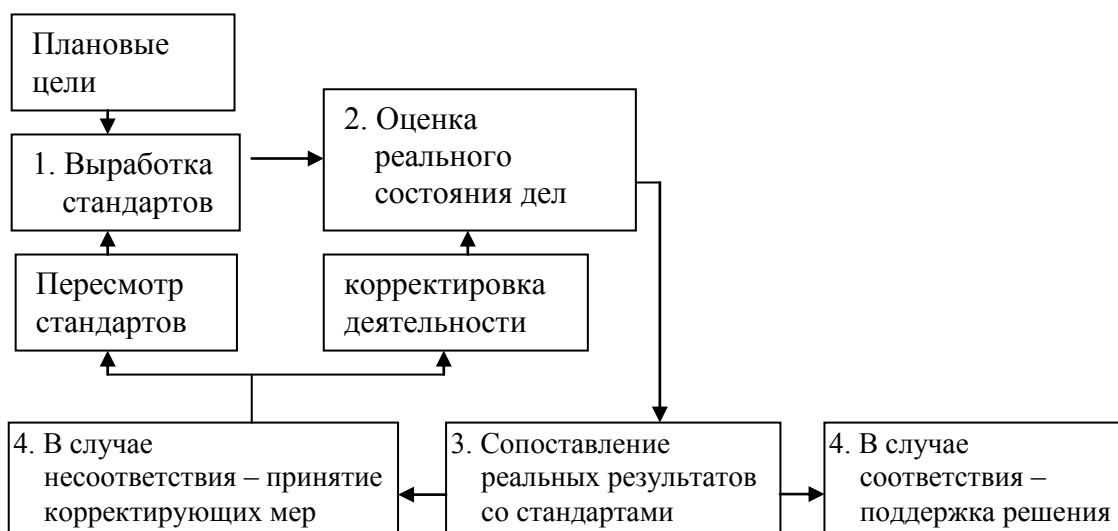 Плановые
цели
1. Выработка
стандартов
2. Оценка
реального
состояния дел
Пересмотр
стандартов
корректировка
деятельности
4. В случае
несоответствия – принятие
корректирующих мер
3. Сопоставление
реальных результатов
со стандартами
4. В случае
соответствия –
поддержка решения